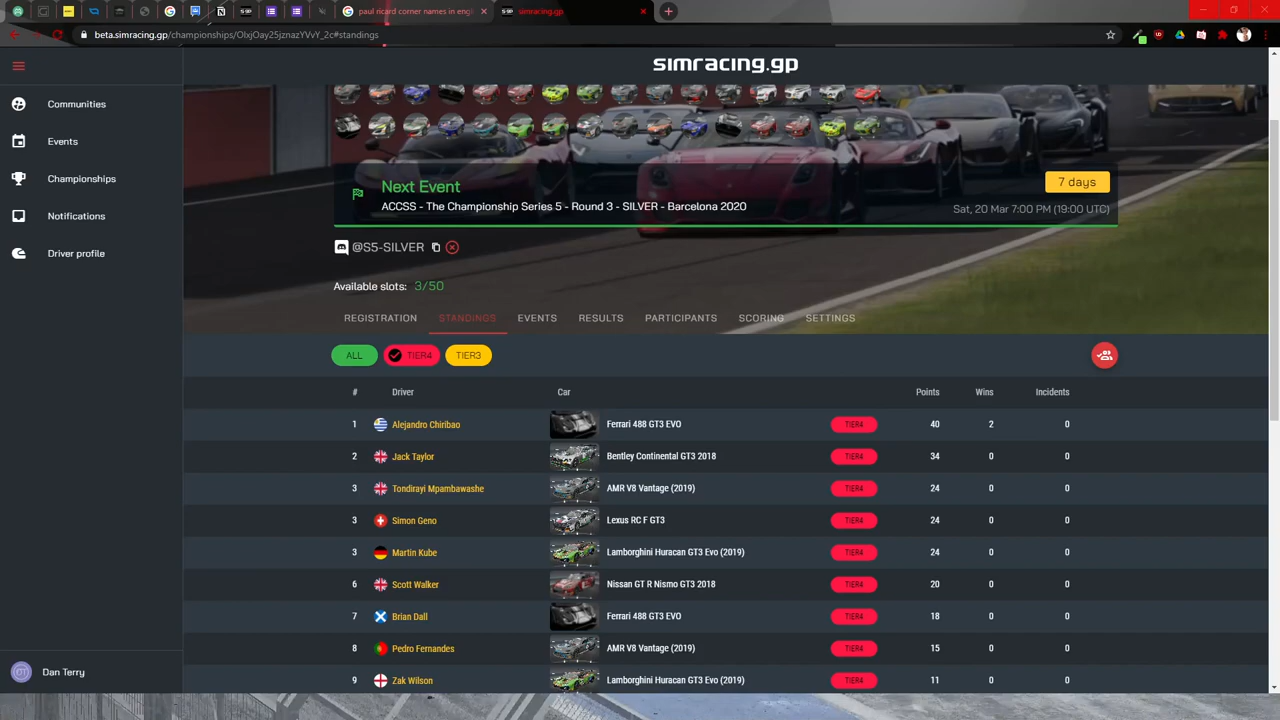 paul ricard corner names in engl
simracing.gp
beta.simracing.gp/championships/OlxjOay25jznazYVvY_2c#standings
simracing.gp
Communities
Events
Championships
Notifications
Driver profile
Dan Terry
Next Event
7 days
ACCSS - The Championship Series 5 - Round 3 - SILVER - Barcelona 2020
Sat, 20 Mar 7:00 PM (19:00 UTC)
@S5-SILVER
Available slots: 3/50
REGISTRATION STANDINGS EVENTS RESULTS PARTICIPANTS SCORING SETTINGS
ALL TIER4 TIER3
# Driver Car Points Wins Incidents
1 Alejandro Chiribao Ferrari 488 GT3 EVO TIER4 40 2 0
2 Jack Taylor Bentley Continental GT3 2018 TIER4 34 0 0
3 Tondirayi Mpambawashe AMR V8 Vantage (2019) TIER4 24 0 0
3 Simon Geno Lexus RC F GT3 TIER4 24 0 0
3 Martin Kube Lamborghini Huracan GT3 Evo (2019) TIER4 24 0 0
6 Scott Walker Nissan GT R Nismo GT3 2018 TIER4 20 0 0
7 Brian Dall Ferrari 488 GT3 EVO TIER4 18 0 0
8 Pedro Fernandes AMR V8 Vantage (2019) TIER4 15 0 0
9 Zak Wilson Lamborghini Huracan GT3 Evo (2019) TIER4 11 0 0